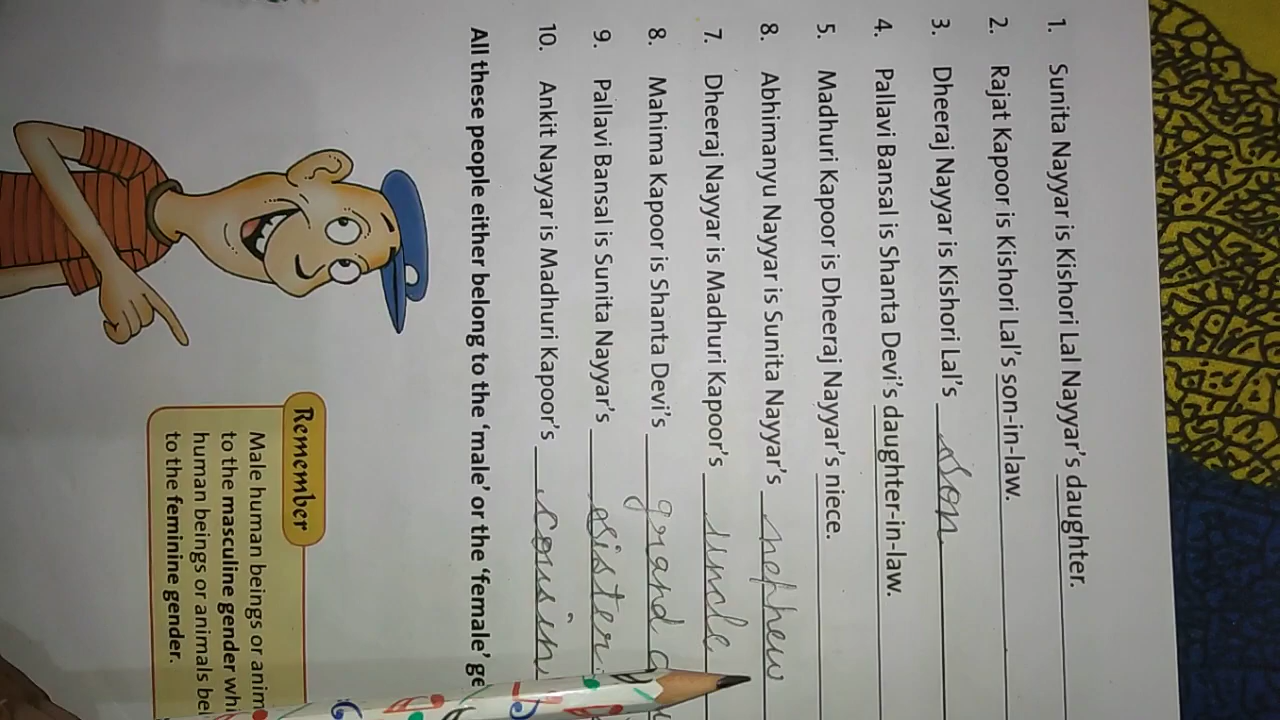 1. Sunita Nayyar is Kishori Lal Nayyar's daughter.
2. Rajat Kapoor is Kishori Lal's son-in-law.
3. Dheeraj Nayyar is Kishori Lal's son
4. Pallavi Bansal is Shanta Devi's daughter-in-law.
5. Madhuri Kapoor is Dheeraj Nayyar's niece.
8. Abhimanyu Nayyar is Sunita Nayyar's nephew
7. Dheeraj Nayyar is Madhuri Kapoor's uncle
8. Mahima Kapoor is Shanta Devi's grand
9. Pallavi Bansal is Sunita Nayyar's sister
10. Ankit Nayyar is Madhuri Kapoor's cousin
All these people either belong to the 'male' or the 'female' ge
Remember
Male human beings or anim
to the masculine gender whi
human beings or animals bel
to the feminine gender.